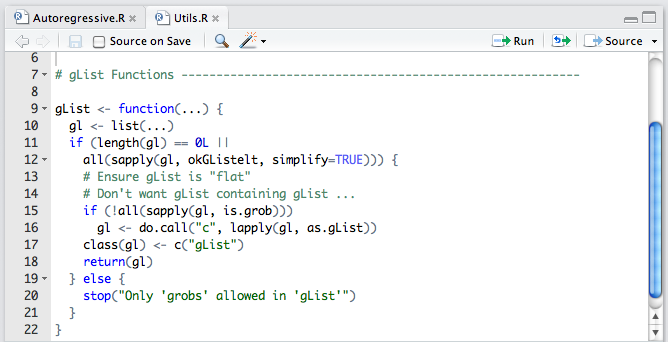 Autoregressive.R Utils.R
Source on Save Run Source
6
7 # gList Functions -------------------------------------------------------
8
9 gList <- function(...) {
10 gl <- list(...)
11 if (length(gl) == 0L ||
12 all(sapply(gl, okGListelt, simplify=TRUE))) {
13 # Ensure gList is "flat"
14 # Don't want gList containing gList ...
15 if (!all(sapply(gl, is.grob)))
16 gl <- do.call("c", lapply(gl, as.gList))
17 class(gl) <- c("gList")
18 return(gl)
19 } else {
20 stop("Only 'grobs' allowed in 'gList'")
21 }
22 }